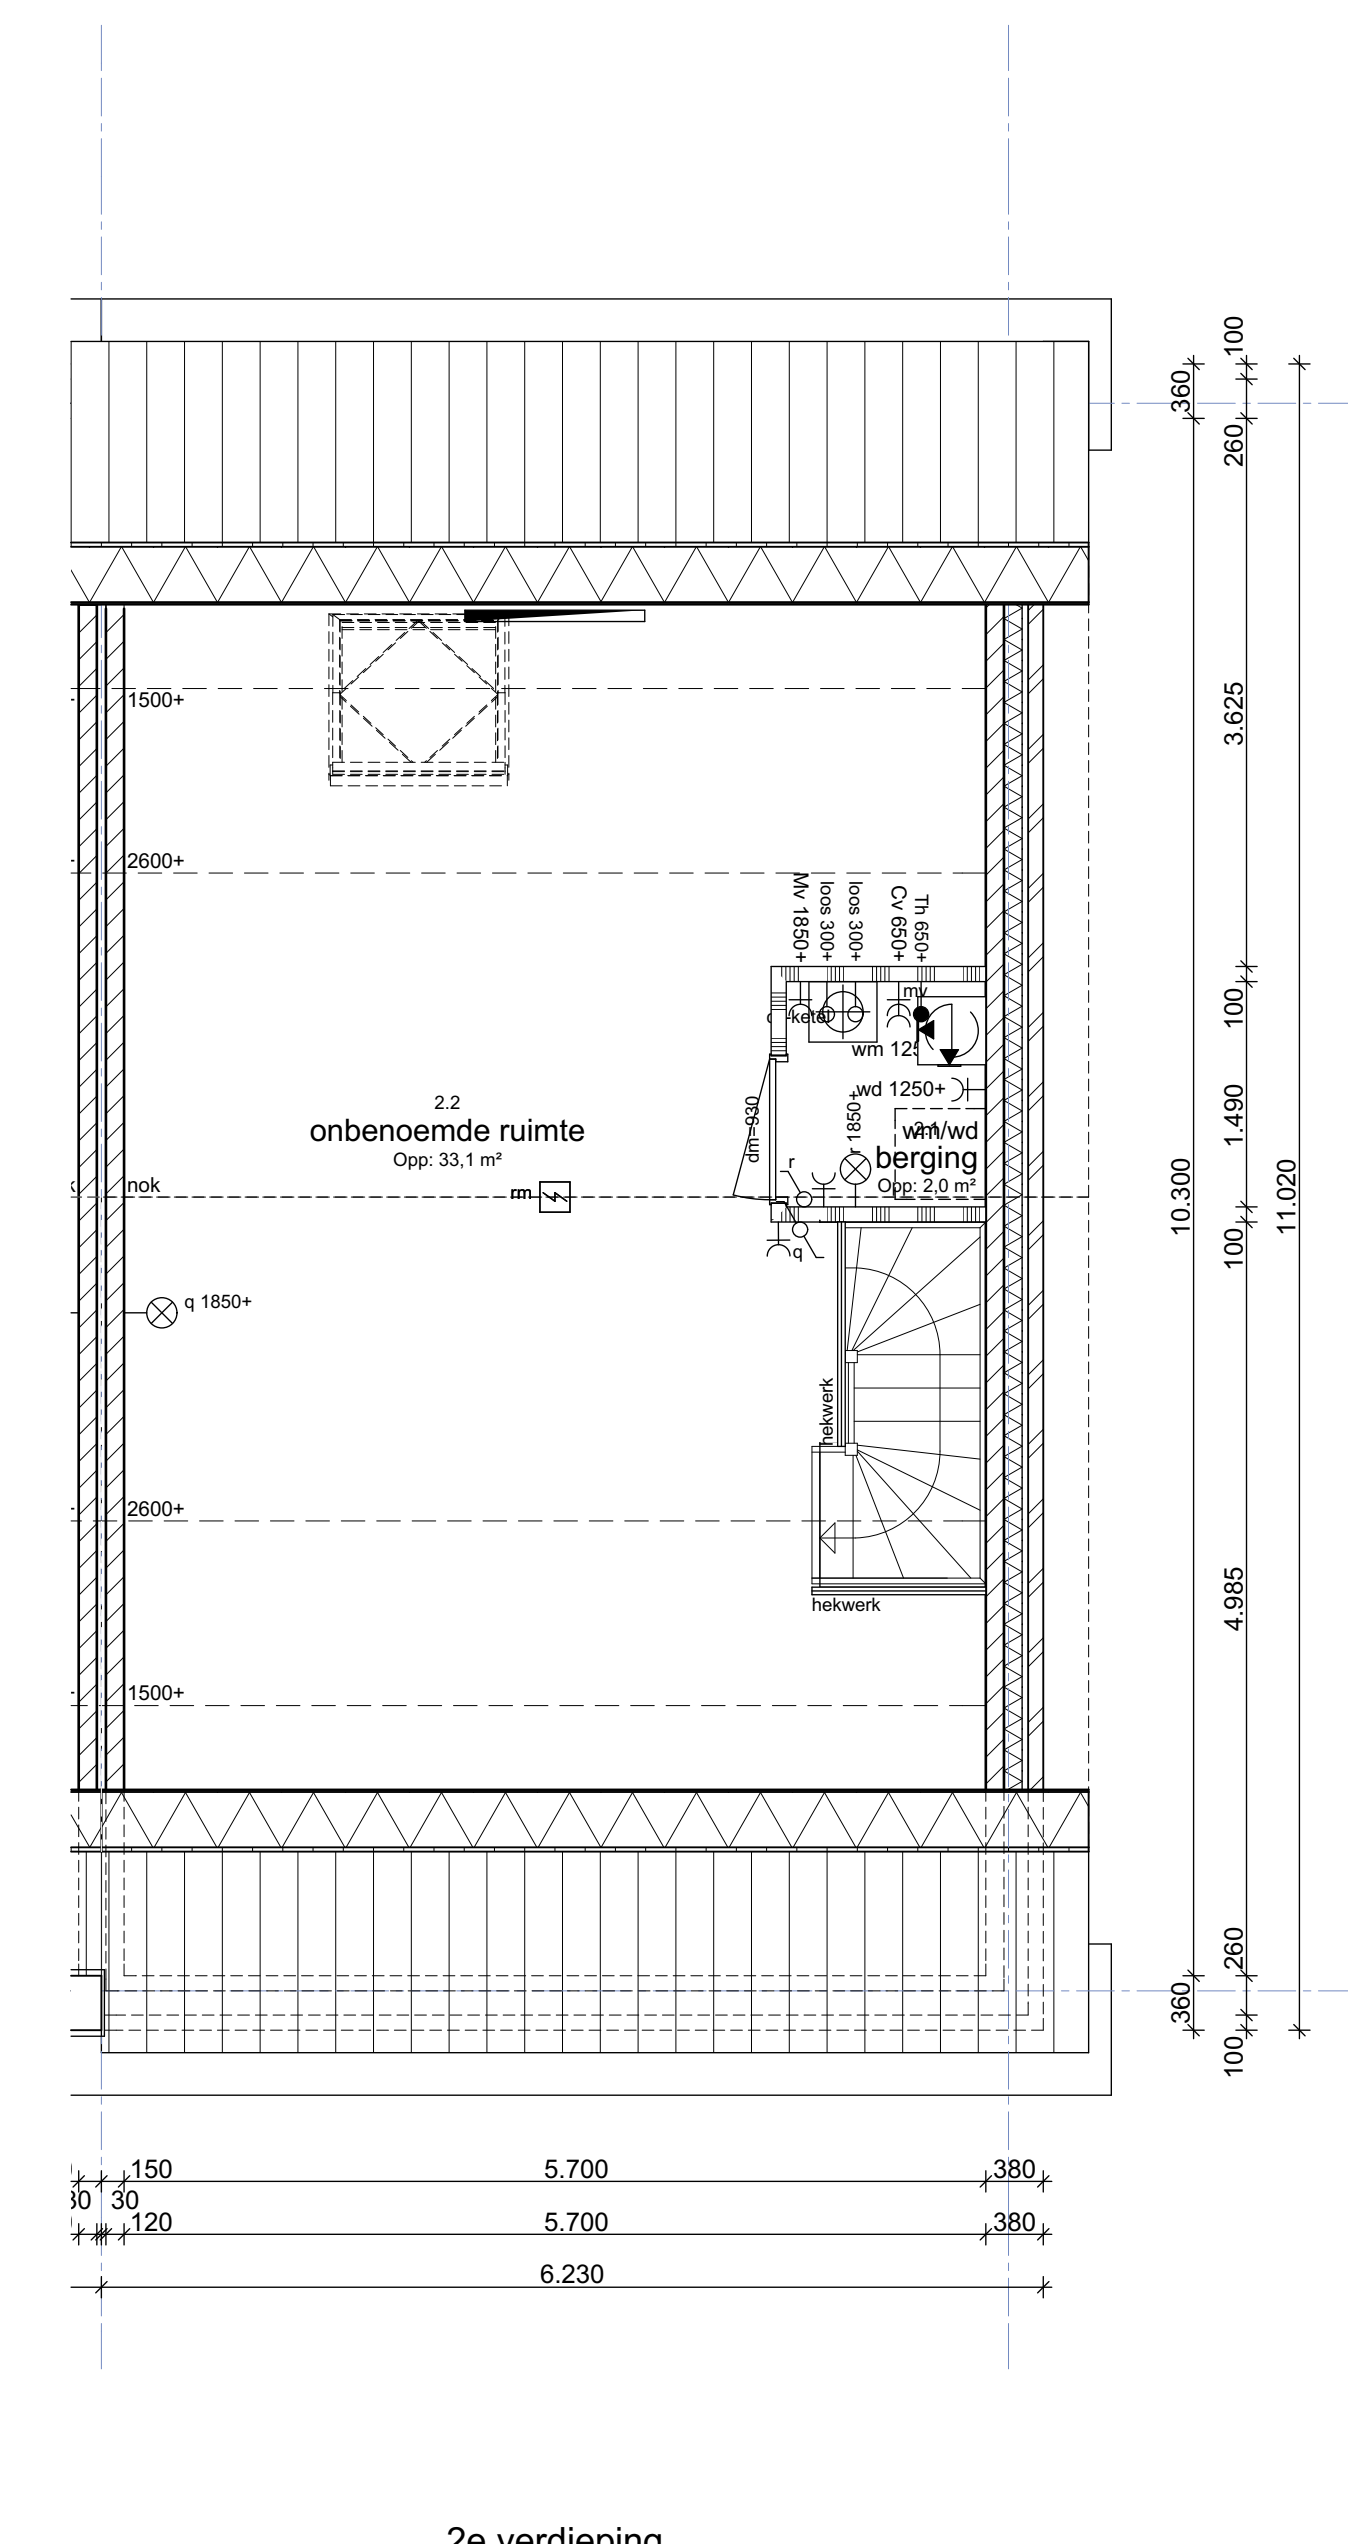 100
360
260
1500+
3.625
2600+
Mv 1850+
loos 300+
loos 300+
Cv 650+
Th 650+
mv
-ketel
100
wm 125
wd 1250+
2.2
onbenoemde ruimte
Opp: 33,1 m²
dm=930
r 1850+
wm/wd
2.1
berging
Opp: 2,0 m²
1.490
r
nok
rm
10.300
11.020
q
100
q 1850+
hekwerk
2600+
4.985
hekwerk
1500+
260
360
100
150
5.700
380
30
30
120
5.700
380
6.230
2e verdieping